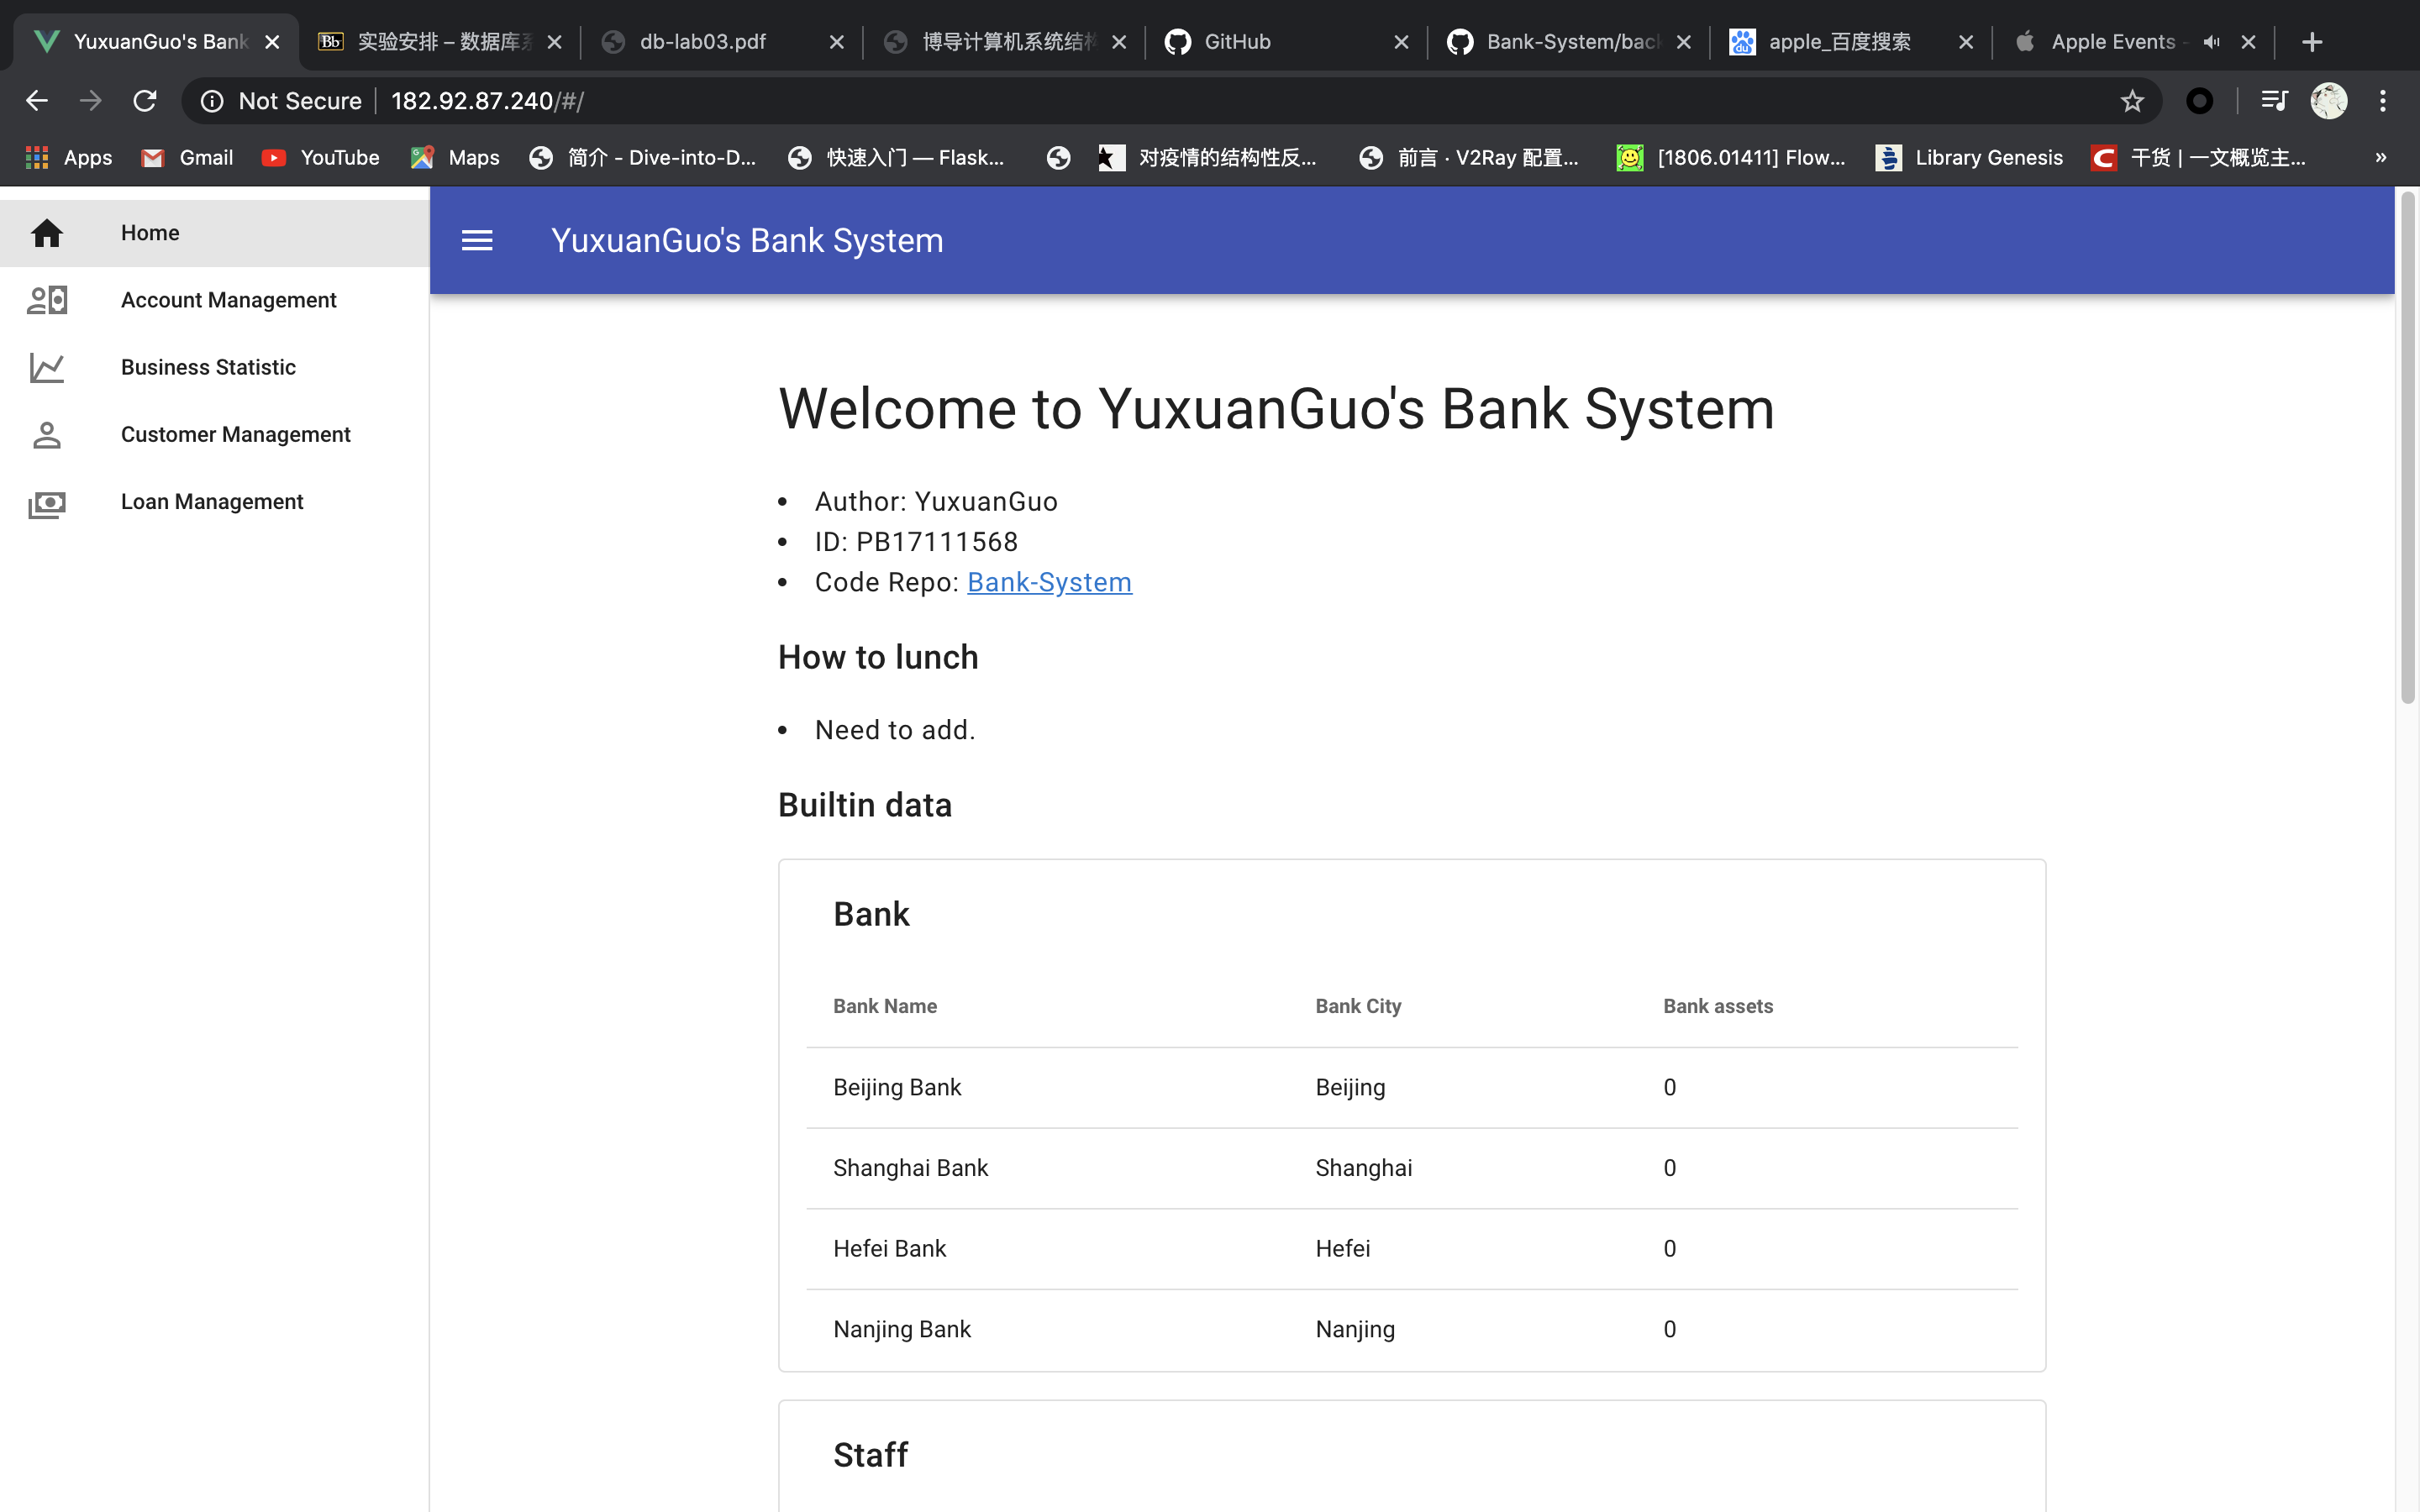 YuxuanGuo's Bank
实验安排 – 数据库系
db-lab03.pdf
博导计算机系统结构
GitHub
Bank-System/back
apple_百度搜索
Apple Events -
Not Secure
182.92.87.240/#/
Apps
Gmail
YouTube
Maps
简介 - Dive-into-D...
快速入门 — Flask...
对疫情的结构性反...
前言 · V2Ray 配置...
[1806.01411] Flow...
Library Genesis
干货 | 一文概览主...
»
Home
Account Management
Business Statistic
Customer Management
Loan Management
YuxuanGuo's Bank System
Welcome to YuxuanGuo's Bank System
• Author: YuxuanGuo
• ID: PB17111568
• Code Repo: Bank-System
How to lunch
• Need to add.
Builtin data
Bank
Bank Name Bank City Bank assets
Beijing Bank Beijing 0
Shanghai Bank Shanghai 0
Hefei Bank Hefei 0
Nanjing Bank Nanjing 0
Staff